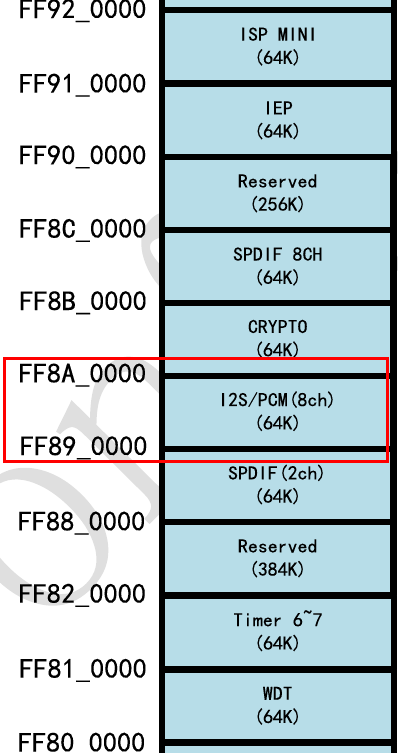 FF92_0000
ISP MINI
(64K)
FF91_0000
IEP
(64K)
FF90_0000
Reserved
(256K)
FF8C_0000
SPDIF 8CH
(64K)
FF8B_0000
CRYPTO
(64K)
FF8A_0000
I2S/PCM(8ch)
(64K)
FF89_0000
SPDIF(2ch)
(64K)
FF88_0000
Reserved
(384K)
FF82_0000
Timer 6~7
(64K)
FF81_0000
WDT
(64K)
FF80_0000